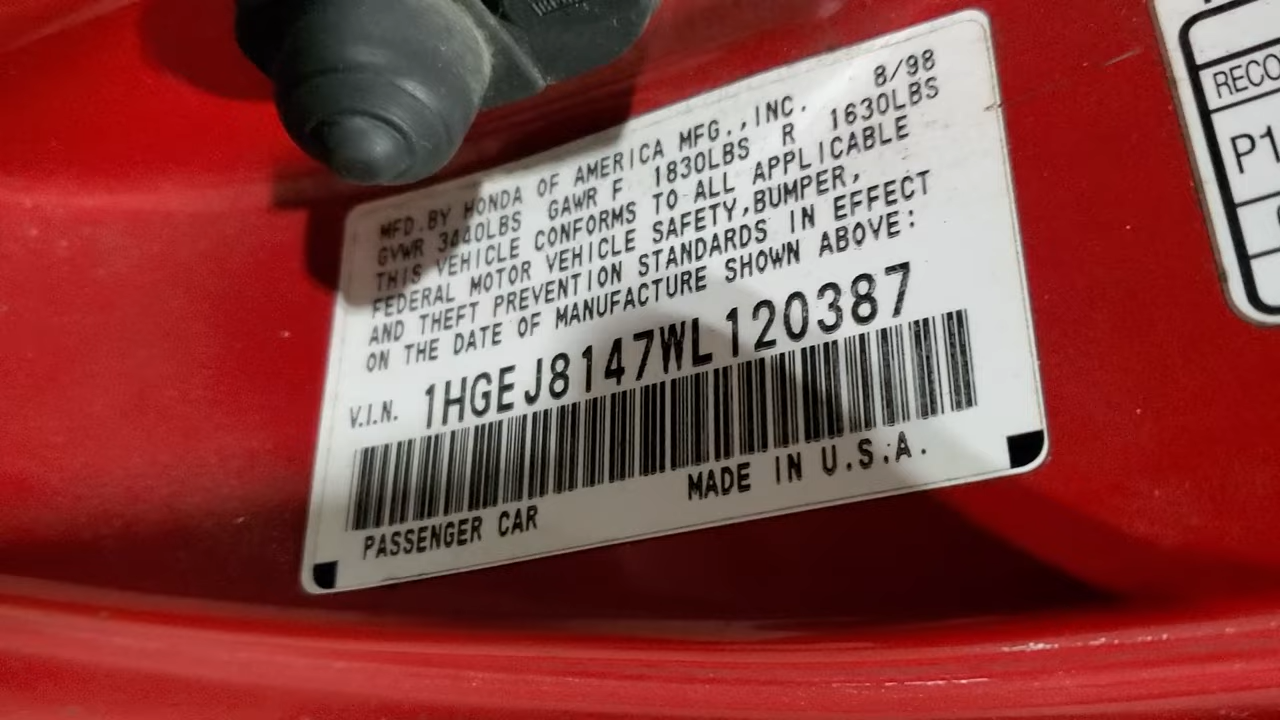 8/98
MFD.BY HONDA OF AMERICA MFG.,INC.
GVWR 3440LBS GAWR F 1830LBS R 1630LBS
THIS VEHICLE CONFORMS TO ALL APPLICABLE
FEDERAL MOTOR VEHICLE SAFETY,BUMPER,
AND THEFT PREVENTION STANDARDS IN EFFECT
ON THE DATE OF MANUFACTURE SHOWN ABOVE:
V.I.N. 1HGEJ8147WL120387
PASSENGER CAR MADE IN U.S.A.
RECO
P1